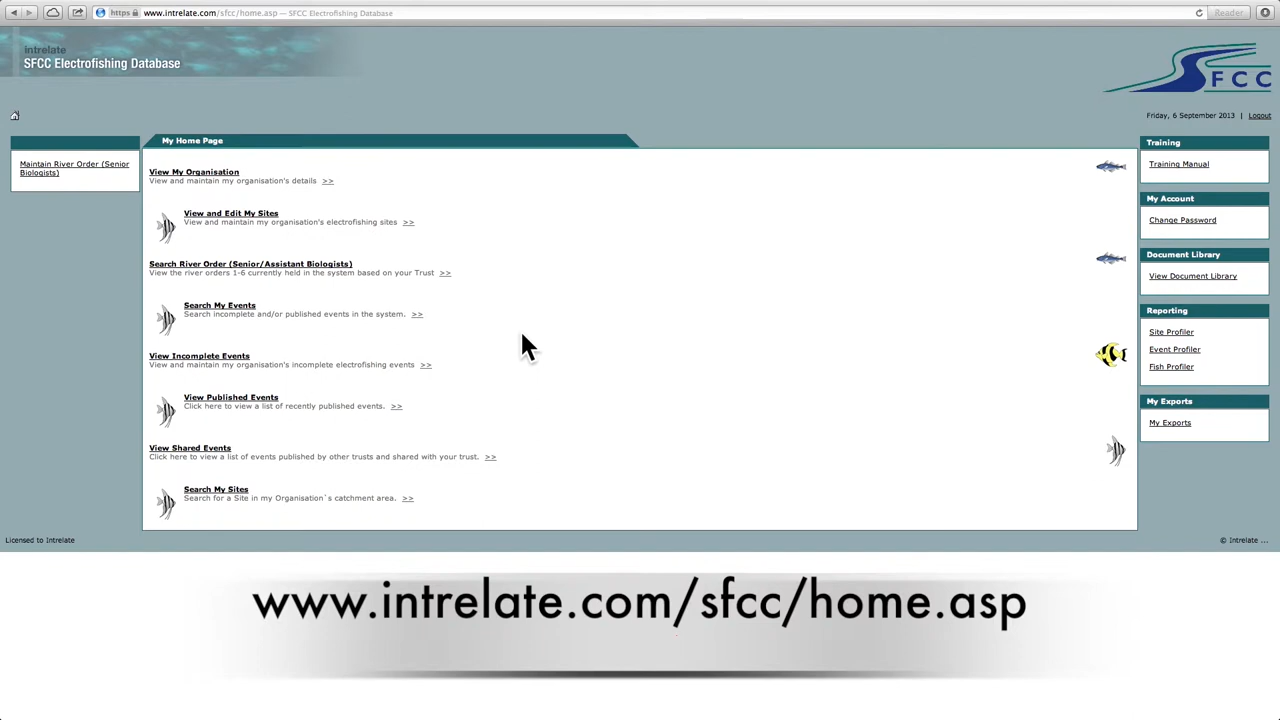 https www.intrelate.com/sfcc/home.asp — SFCC Electrofishing Database
Reader
intrelate
SFCC Electrofishing Database
SFCC
Friday, 6 September 2013 | Logout
Maintain River Order (Senior
Biologists)
My Home Page
View My Organisation
View and maintain my organisation's details >>
View and Edit My Sites
View and maintain my organisation's electrofishing sites >>
Search River Order (Senior/Assistant Biologists)
View the river orders 1-6 currently held in the system based on your Trust >>
Search My Events
Search incomplete and/or published events in the system. >>
View Incomplete Events
View and maintain my organisation's incomplete electrofishing events >>
View Published Events
Click here to view a list of recently published events. >>
View Shared Events
Click here to view a list of events published by other trusts and shared with your trust. >>
Search My Sites
Search for a Site in my Organisation`s catchment area. >>
Training
Training Manual
My Account
Change Password
Document Library
View Document Library
Reporting
Site Profiler
Event Profiler
Fish Profiler
My Exports
My Exports
Licensed to Intrelate
© Intrelate ...
www.intrelate.com/sfcc/home.asp